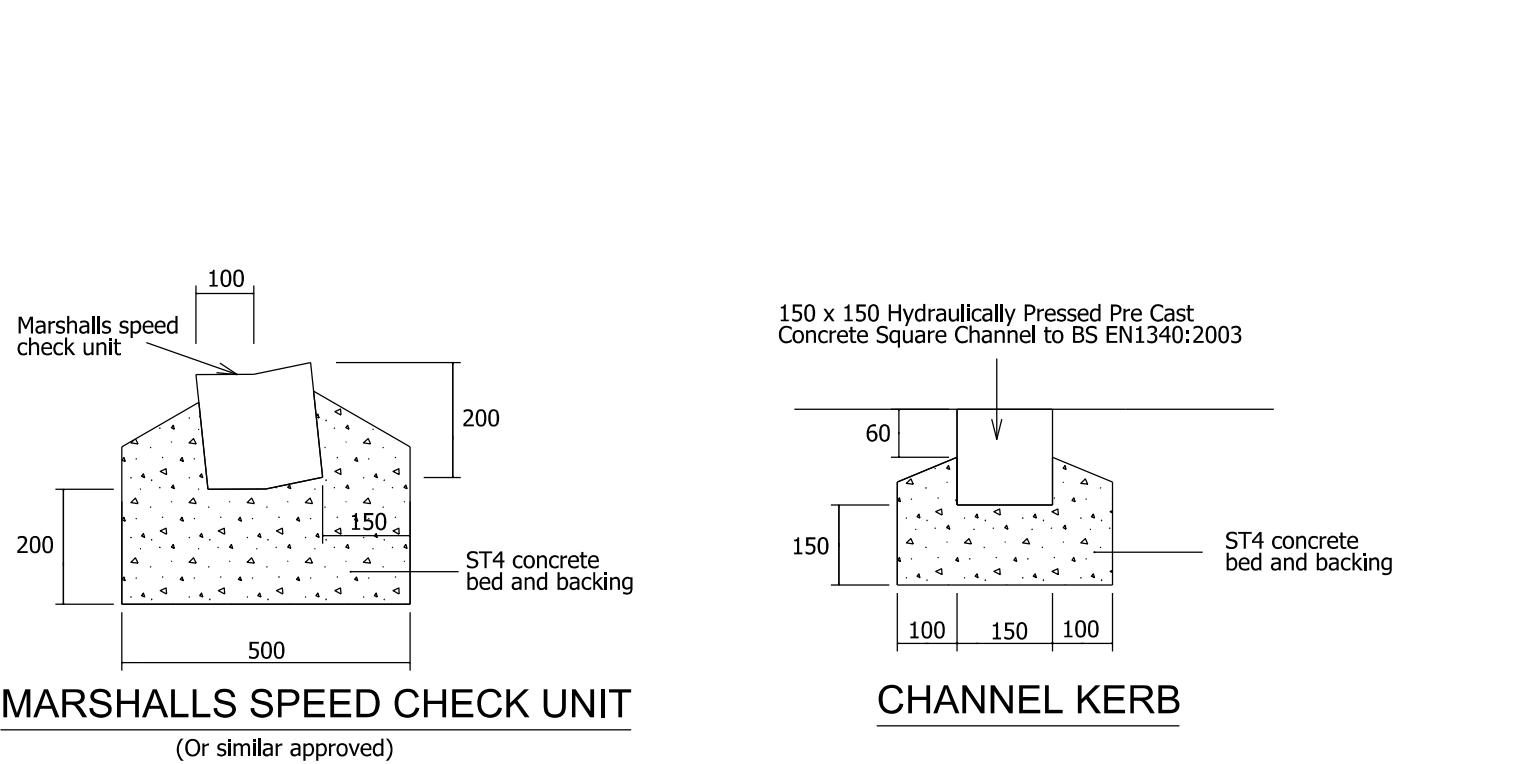 100
Marshalls speed
check unit
200
200
150
ST4 concrete
bed and backing
500
MARSHALLS SPEED CHECK UNIT
(Or similar approved)
150 x 150 Hydraulically Pressed Pre Cast
Concrete Square Channel to BS EN1340:2003
60
150
ST4 concrete
bed and backing
100
150
100
CHANNEL KERB